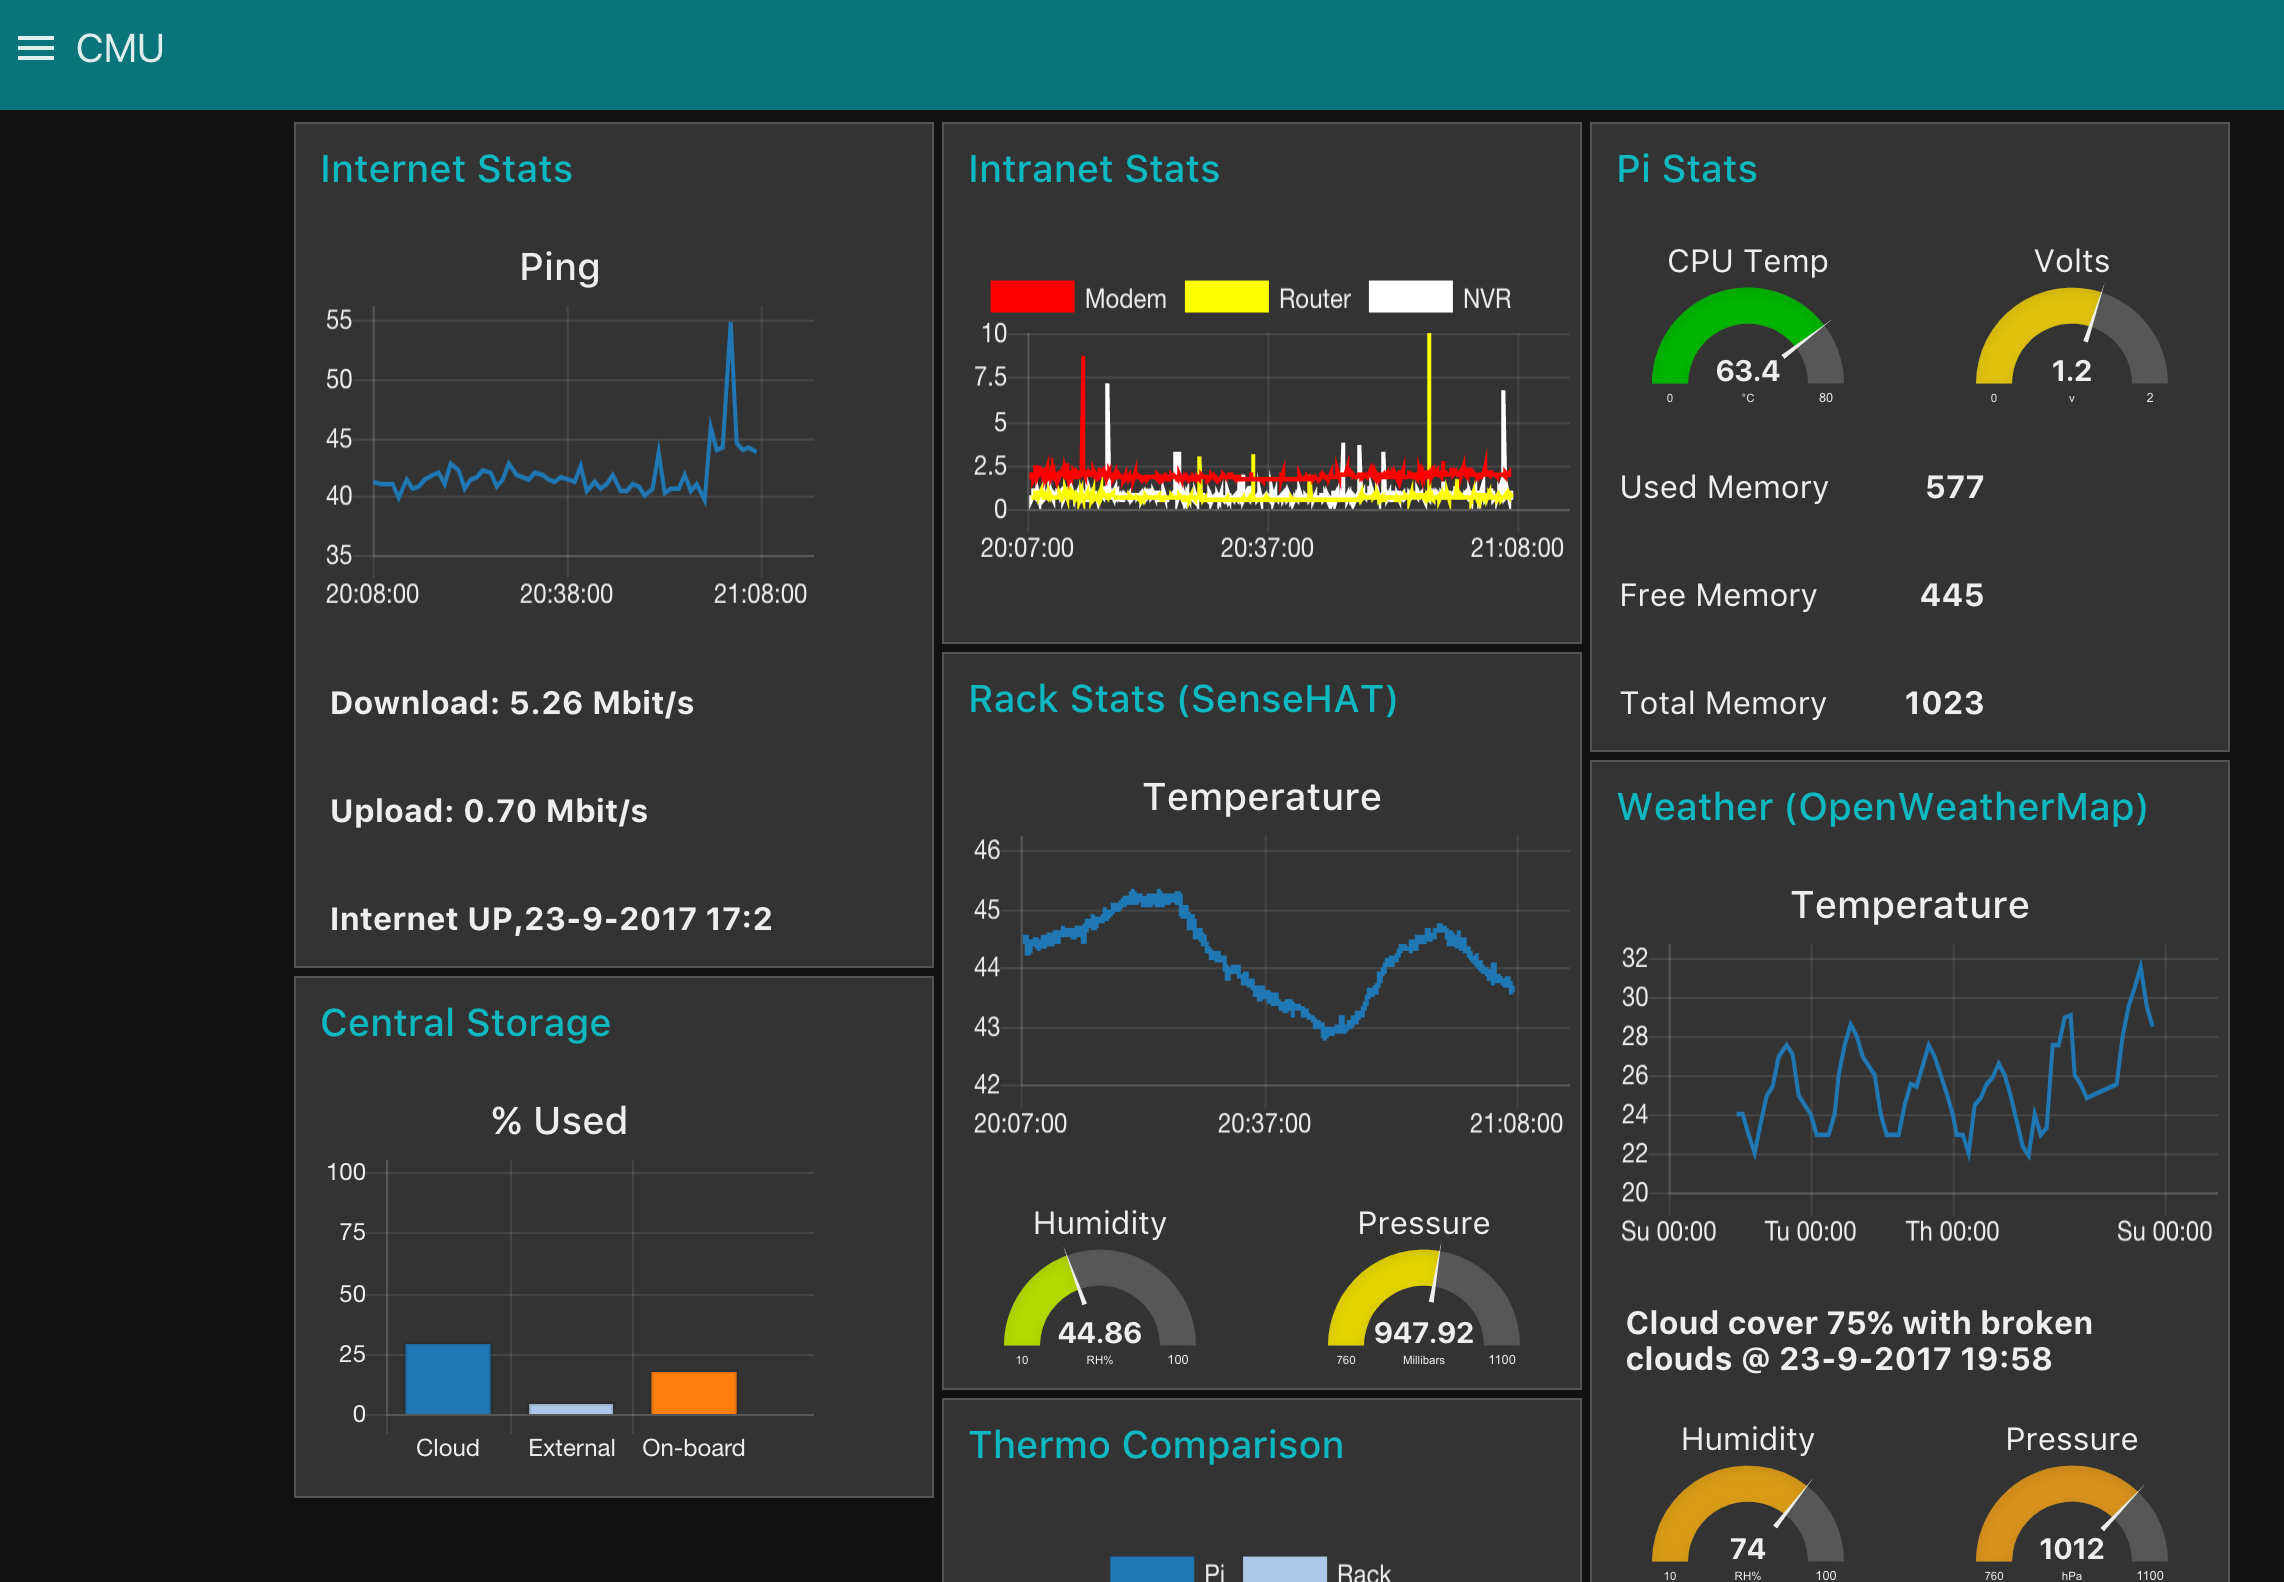 CMU
Internet Stats
Ping
55
50
45
40
35
20:08:00 20:38:00 21:08:00
Download: 5.26 Mbit/s
Upload: 0.70 Mbit/s
Internet UP,23-9-2017 17:2
Central Storage
% Used
100
75
50
25
0
Cloud External On-board
Intranet Stats
Modem Router NVR
10
7.5
5
2.5
0
20:07:00 20:37:00 21:08:00
Rack Stats (SenseHAT)
Temperature
46
45
44
43
42
20:07:00 20:37:00 21:08:00
Humidity Pressure
44.86 947.92
10 RH% 100 760 Millibars 1100
Thermo Comparison
Pi Rack
Pi Stats
CPU Temp Volts
63.4 1.2
0 °C 80 0 v 2
Used Memory 577
Free Memory 445
Total Memory 1023
Weather (OpenWeatherMap)
Temperature
32
30
28
26
24
22
20
Su 00:00 Tu 00:00 Th 00:00 Su 00:00
Cloud cover 75% with broken
clouds @ 23-9-2017 19:58
Humidity Pressure
74 1012
10 RH% 100 760 hPa 1100